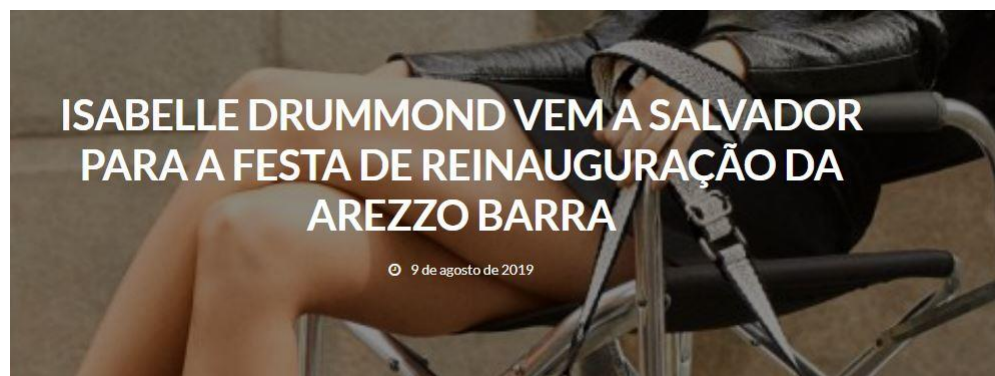 ISABELLE DRUMMOND VEM A SALVADOR
PARA A FESTA DE REINAUGURAÇÃO DA
AREZZO BARRA
9 de agosto de 2019